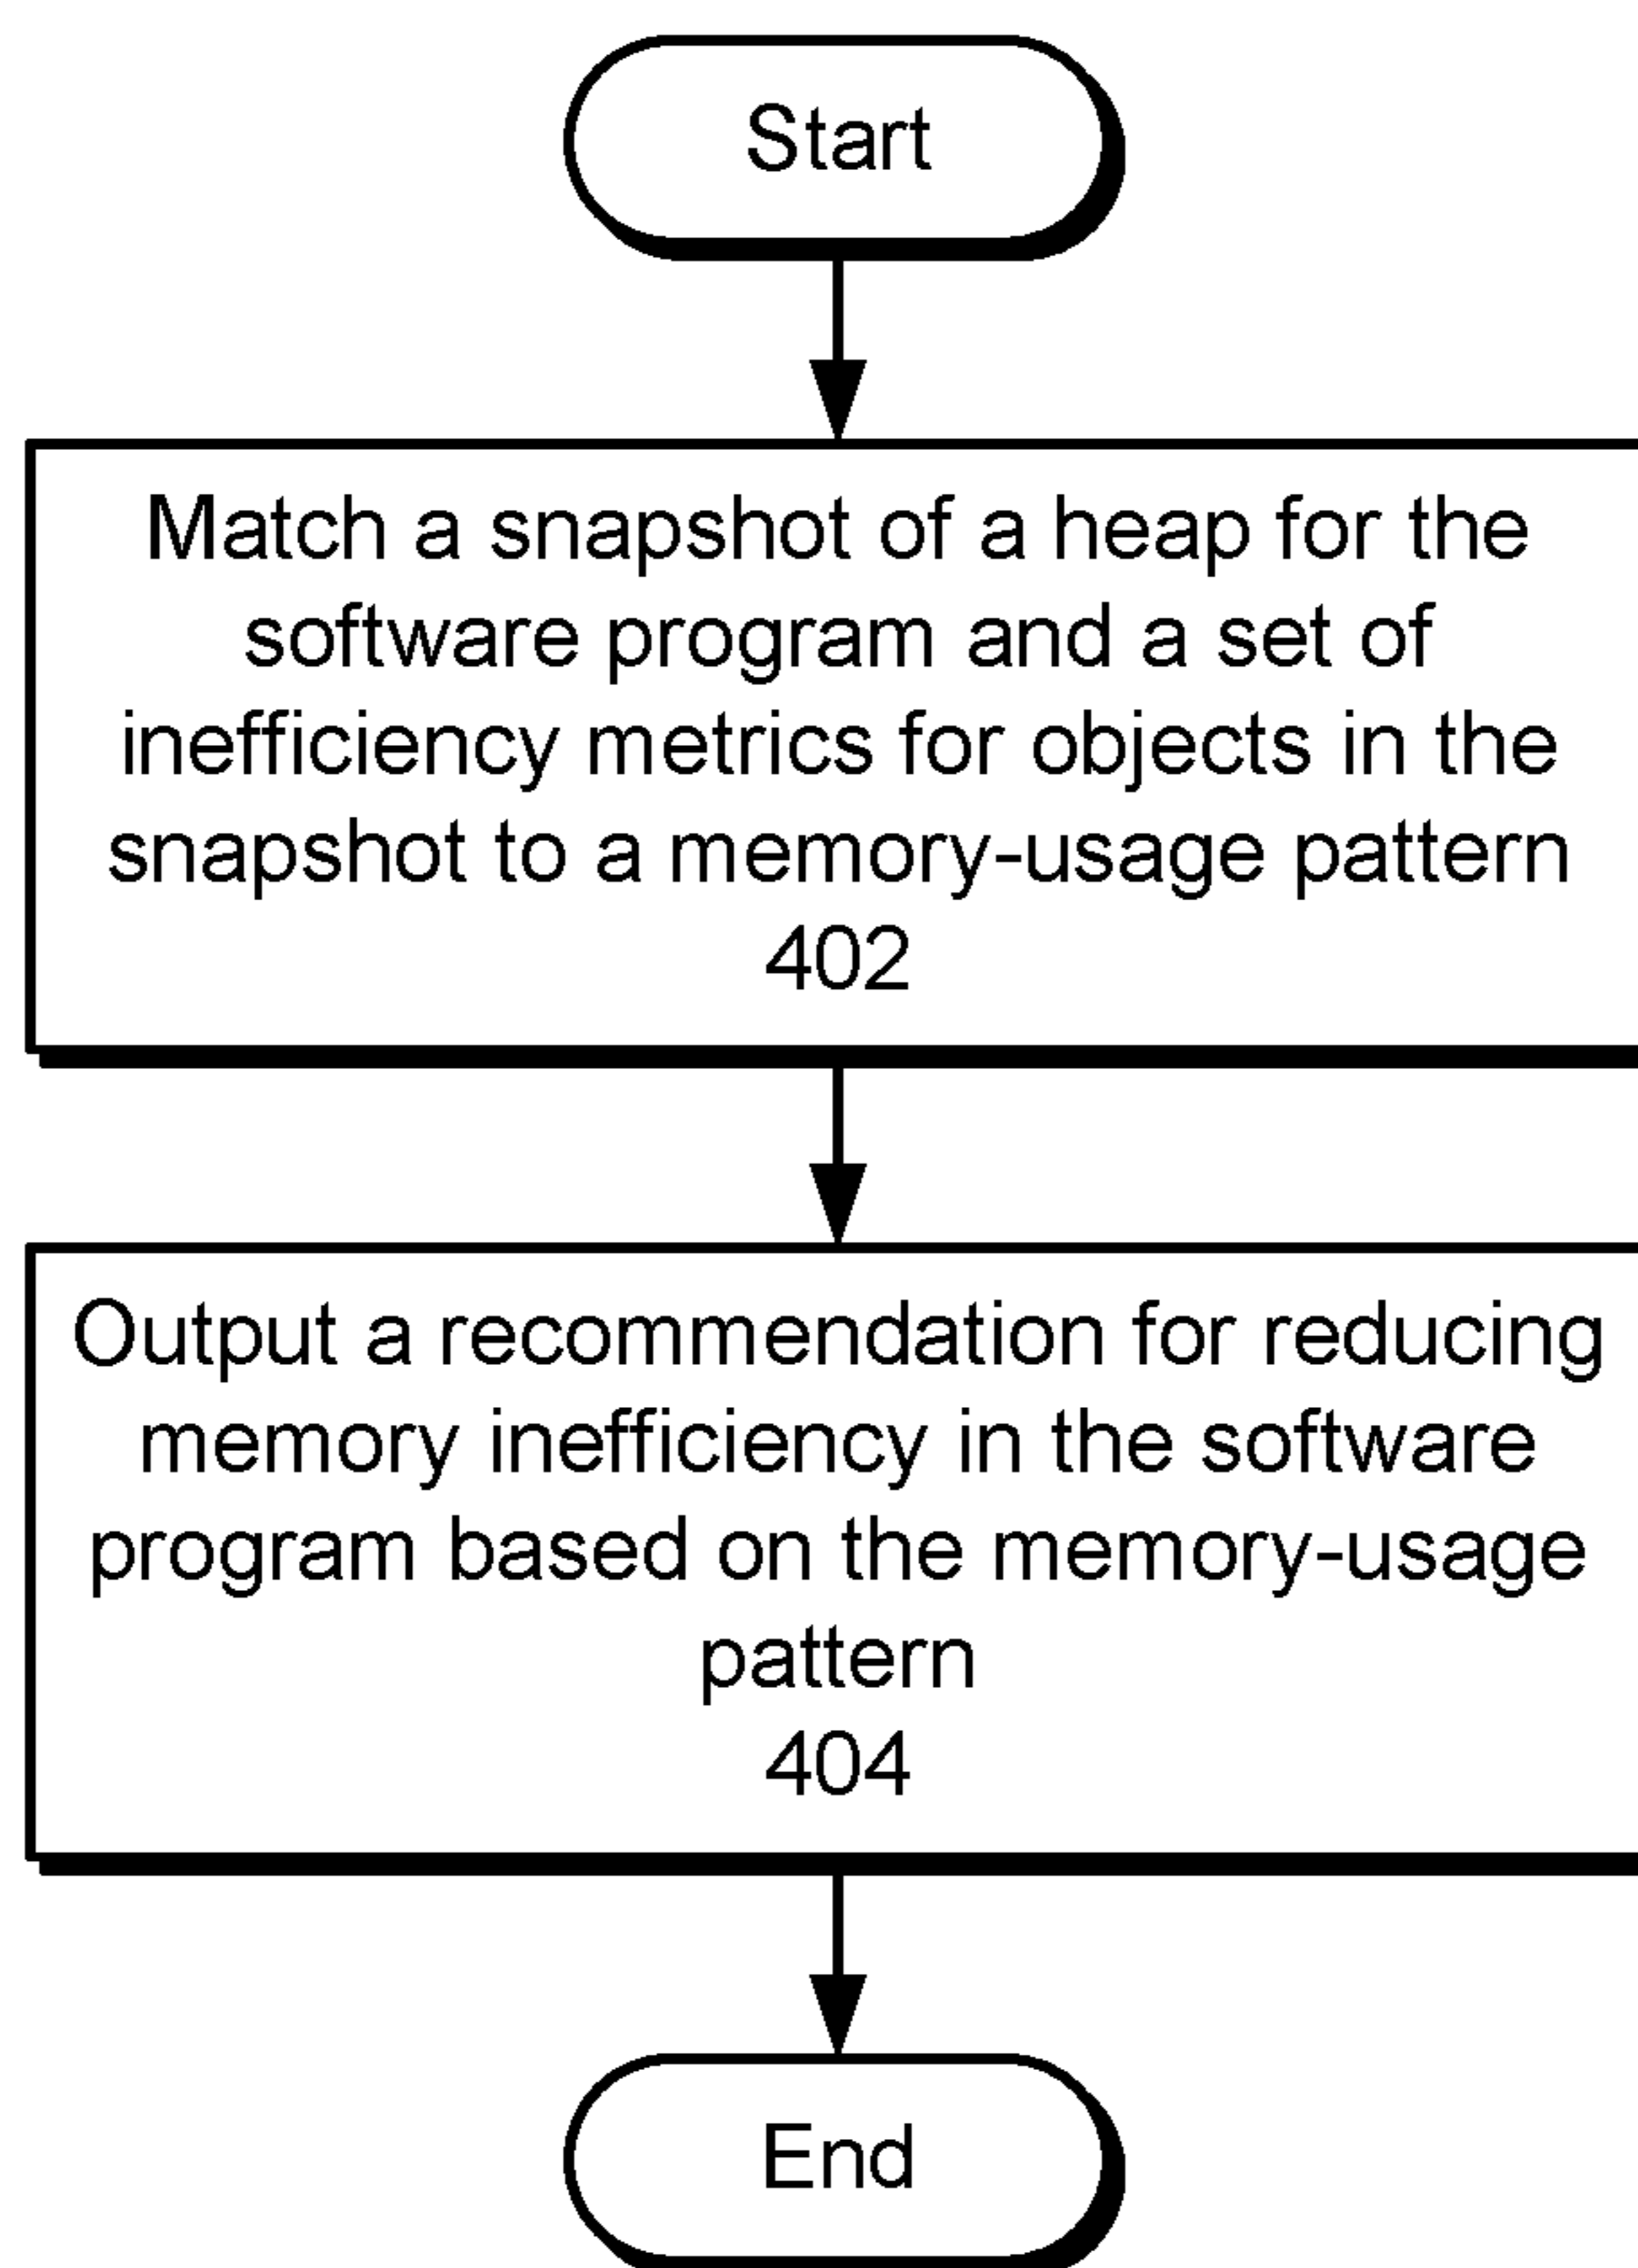 Start
Match a snapshot of a heap for the
software program and a set of
inefficiency metrics for objects in the
snapshot to a memory-usage pattern
402
Output a recommendation for reducing
memory inefficiency in the software
program based on the memory-usage
pattern
404
End